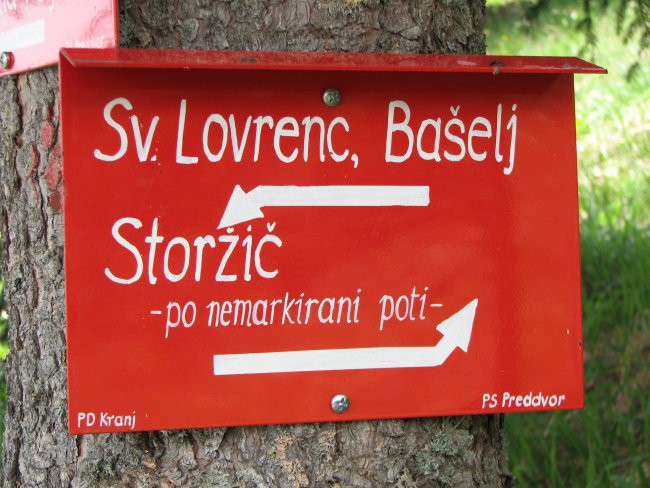 Sv. Lovrenc, Bašelj
Storžič
-po nemarkirani poti-
PD Kranj
PS Preddvor